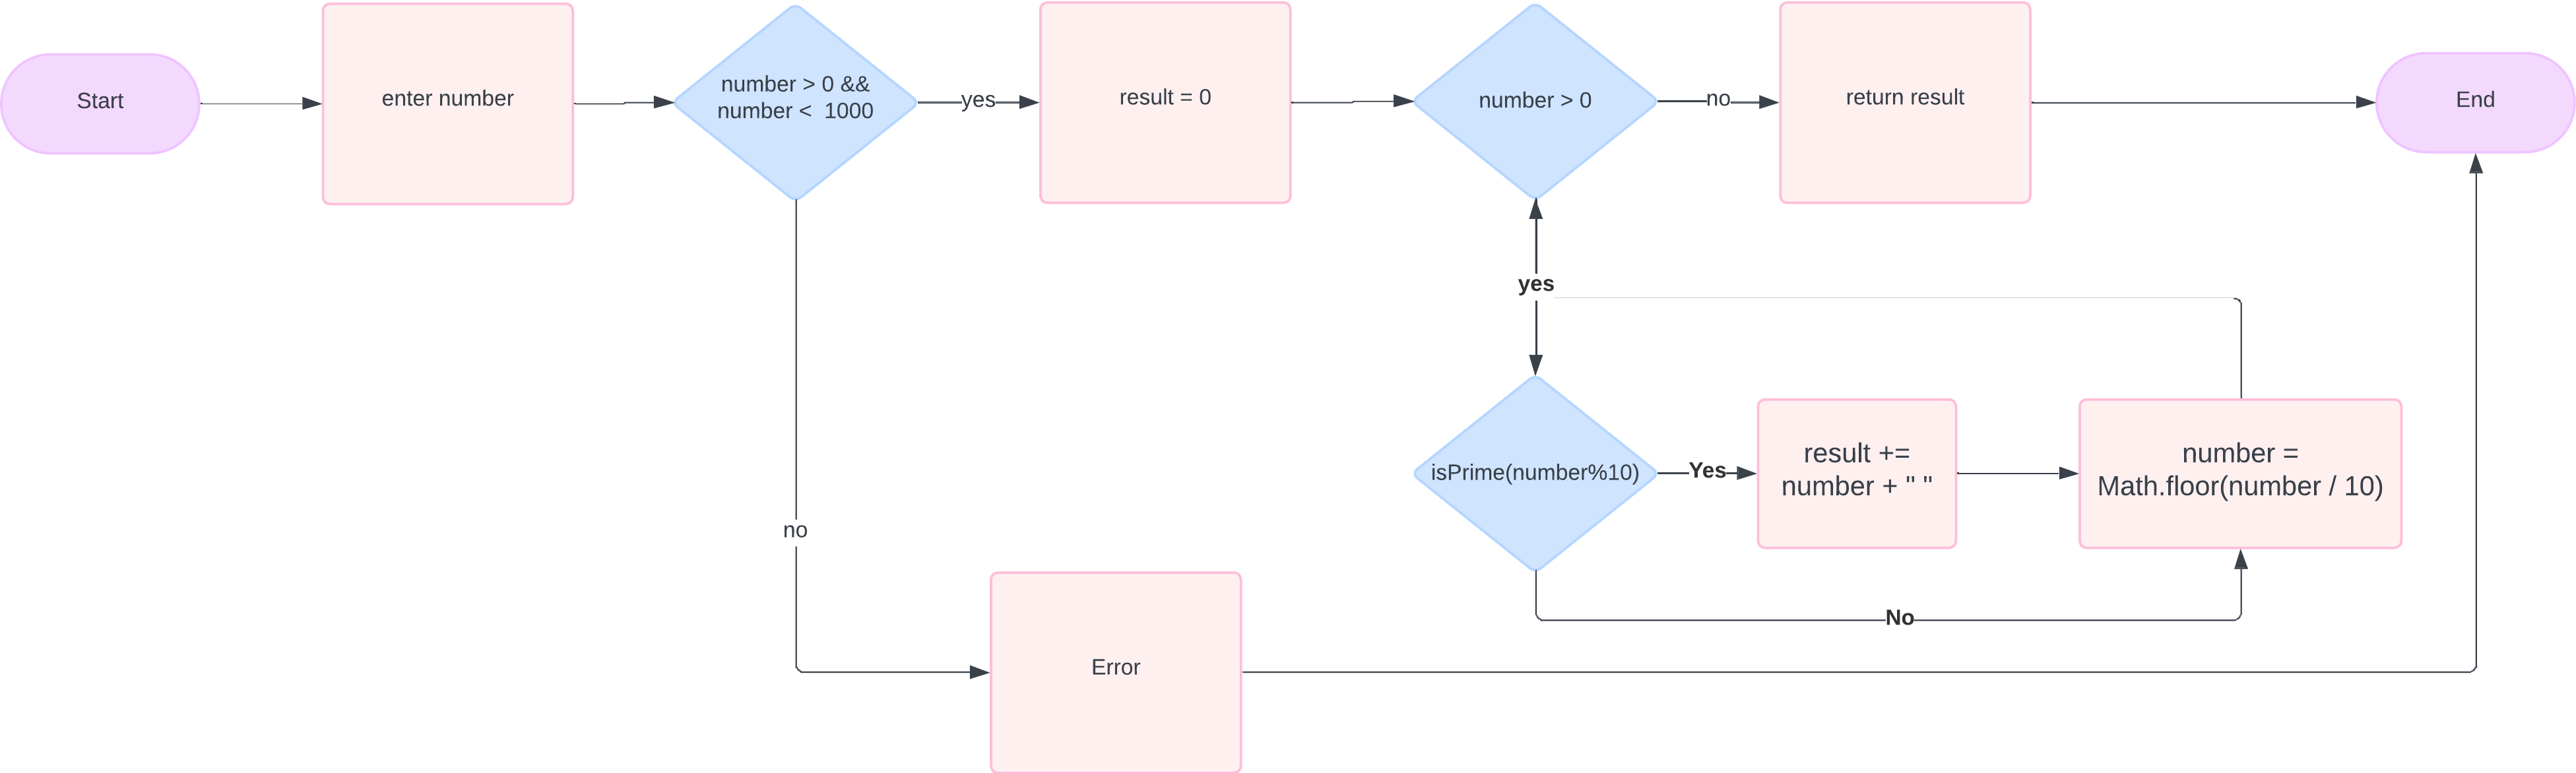 Start
enter number
number > 0 &&
number <  1000
yes
result = 0
number > 0
no
return result
End
yes
isPrime(number%10)
Yes
result +=
number + " "
number =
Math.floor(number / 10)
no
No
Error